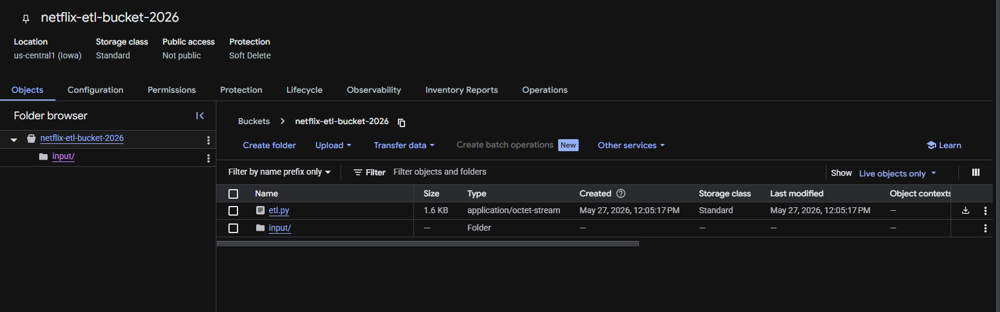 netflix-etl-bucket-2026
Location Storage class Public access Protection
us-central1 (Iowa) Standard Not public Soft Delete
Objects Configuration Permissions Protection Lifecycle Observability Inventory Reports Operations
Folder browser
netflix-etl-bucket-2026
input/
Buckets > netflix-etl-bucket-2026
Create folder Upload Transfer data Create batch operations New Other services Learn
Filter by name prefix only Filter Filter objects and folders Show Live objects only
Name Size Type Created Storage class Last modified Object contexts
etl.py 1.6 KB application/octet-stream May 27, 2026, 12:05:17 PM Standard May 27, 2026, 12:05:17 PM —
input/ — Folder — — — —